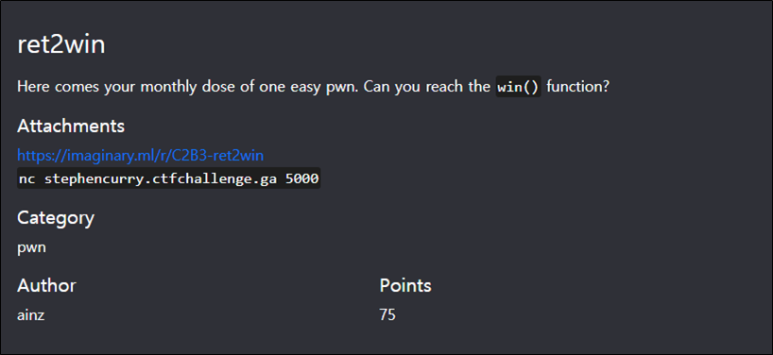 ret2win
Here comes your monthly dose of one easy pwn. Can you reach the win() function?
Attachments
https://imaginary.ml/r/C2B3-ret2win
nc stephencurry.ctfchallenge.ga 5000
Category
pwn
Author
Points
ainz
75